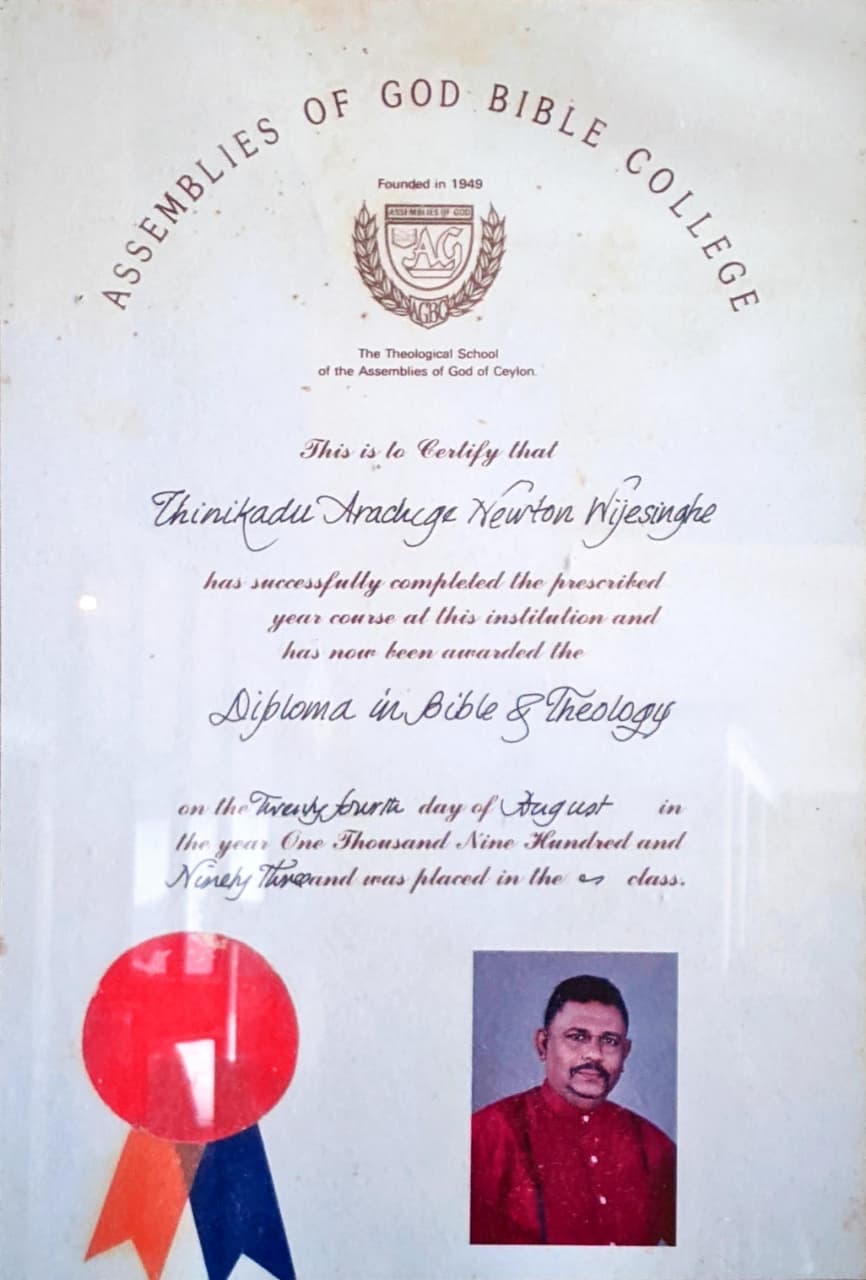 ASSEMBLIES OF GOD BIBLE COLLEGE
Founded in 1949
ASSEMBLIES OF GOD
AG
AGBC
The Theological School
of the Assemblies of God of Ceylon.
This is to Certify that
Thinikadu Arachige Newton Wijesinghe
has successfully completed the prescribed
year course at this institution and
has now been awarded the
Diploma in Bible & Theology
on the Twenty fourth day of August in
the year One Thousand Nine Hundred and
Ninety Three and was placed in the class.